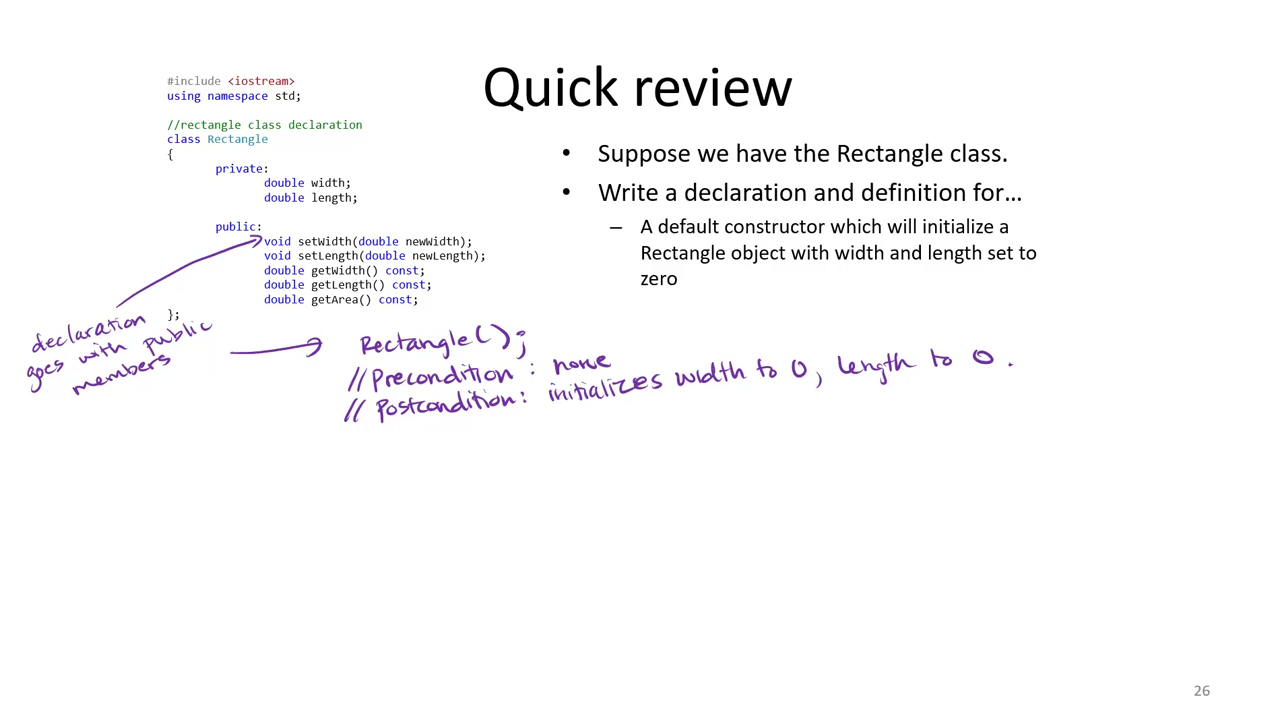 Quick review
#include <iostream>
using namespace std;
//rectangle class declaration
class Rectangle
{
private:
double width;
double length;
public:
void setWidth(double newWidth);
void setLength(double newLength);
double getWidth() const;
double getLength() const;
double getArea() const;
};
• Suppose we have the Rectangle class.
• Write a declaration and definition for…
– A default constructor which will initialize a
Rectangle object with width and length set to
zero
declaration
goes with public
members
Rectangle();
//Precondition : none
// Postcondition: initializes width to 0, length to 0.
26